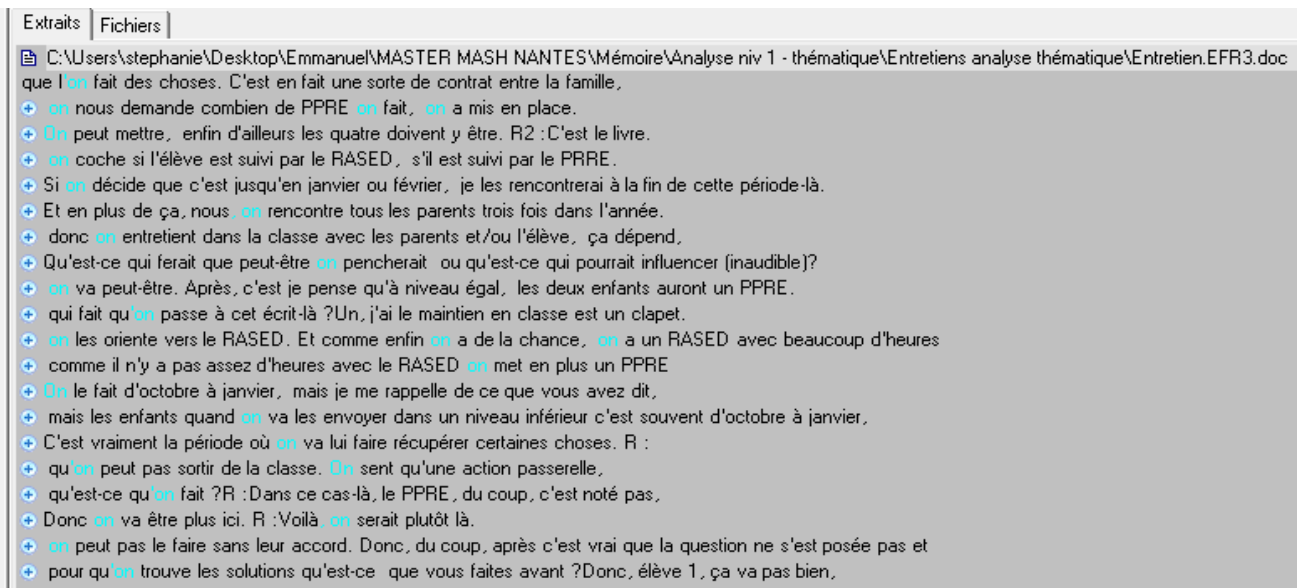 Extraits Fichiers
C:\Users\stephanie\Desktop\Emmanuel\MASTER MASH NANTES\Mémoire\Analyse niv 1 - thématique\Entretiens analyse thématique\Entretien.EFR3.doc
que l'on fait des choses. C'est en fait une sorte de contrat entre la famille,
on nous demande combien de PPRE on fait, on a mis en place.
On peut mettre, enfin d'ailleurs les quatre doivent y être. R2 :C'est le livre.
on coche si l'élève est suivi par le RASED, s'il est suivi par le PRRE.
Si on décide que c'est jusqu'en janvier ou février, je les rencontrerai à la fin de cette période-là.
Et en plus de ça, nous, on rencontre tous les parents trois fois dans l'année.
donc on entretient dans la classe avec les parents et/ou l'élève, ça dépend,
Qu'est-ce qui ferait que peut-être on pencherait ou qu'est-ce qui pourrait influencer (inaudible)?
on va peut-être. Après, c'est je pense qu'à niveau égal, les deux enfants auront un PPRE.
qui fait qu'on passe à cet écrit-là ?Un, j'ai le maintien en classe est un clapet.
on les oriente vers le RASED. Et comme enfin on a de la chance, on a un RASED avec beaucoup d'heures
comme il n'y a pas assez d'heures avec le RASED on met en plus un PPRE
On le fait d'octobre à janvier, mais je me rappelle de ce que vous avez dit,
mais les enfants quand on va les envoyer dans un niveau inférieur c'est souvent d'octobre à janvier,
C'est vraiment la période où on va lui faire récupérer certaines choses. R :
qu'on peut pas sortir de la classe. On sent qu'une action passerelle,
qu'est-ce qu'on fait ?R :Dans ce cas-là, le PPRE, du coup, c'est noté pas,
Donc on va être plus ici. R :Voilà, on serait plutôt là.
on peut pas le faire sans leur accord. Donc, du coup, après c'est vrai que la question ne s'est posée pas et
pour qu'on trouve les solutions qu'est-ce que vous faites avant ?Donc, élève 1, ça va pas bien,